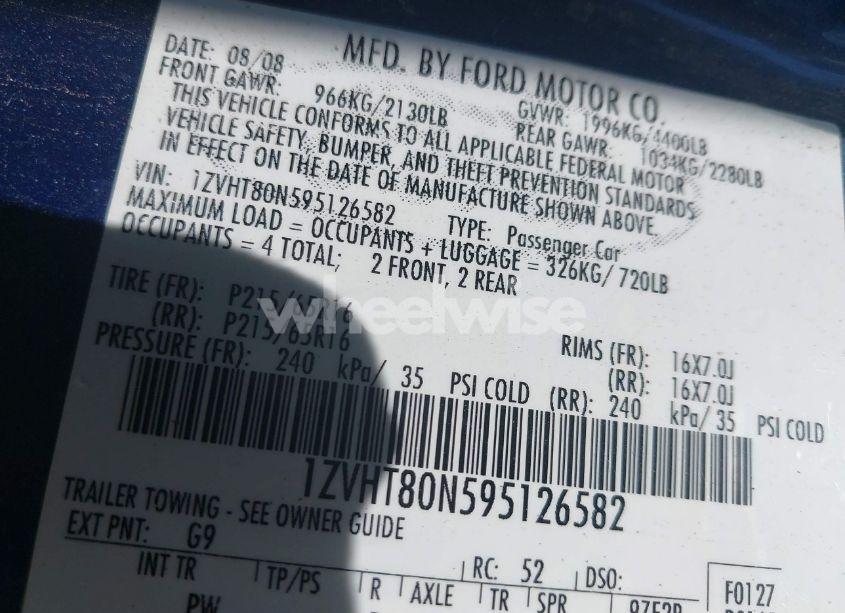 MFD. BY FORD MOTOR CO.
DATE: 08/08 GVWR: 1996KG/4400LB
FRONT GAWR: 966KG/2130LB REAR GAWR: 1034KG/2280LB
THIS VEHICLE CONFORMS TO ALL APPLICABLE FEDERAL MOTOR
VEHICLE SAFETY, BUMPER, AND THEFT PREVENTION STANDARDS
IN EFFECT ON THE DATE OF MANUFACTURE SHOWN ABOVE.
VIN: 1ZVHT80N595126582 TYPE: Passenger Car
MAXIMUM LOAD = OCCUPANTS + LUGGAGE = 326KG/720LB
OCCUPANTS = 4 TOTAL; 2 FRONT, 2 REAR
TIRE (FR): P215/65R16 RIMS (FR): 16X7.0J
(RR): P215/65R16 (RR): 16X7.0J
PRESSURE (FR): 240 kPa/ 35 PSI COLD (RR): 240 kPa/ 35 PSI COLD
wheelwise
1ZVHT80N595126582
TRAILER TOWING - SEE OWNER GUIDE
EXT PNT: G9 RC: 52 DSO: F0127
INT TR TP/PS R AXLE TR SPR
PW